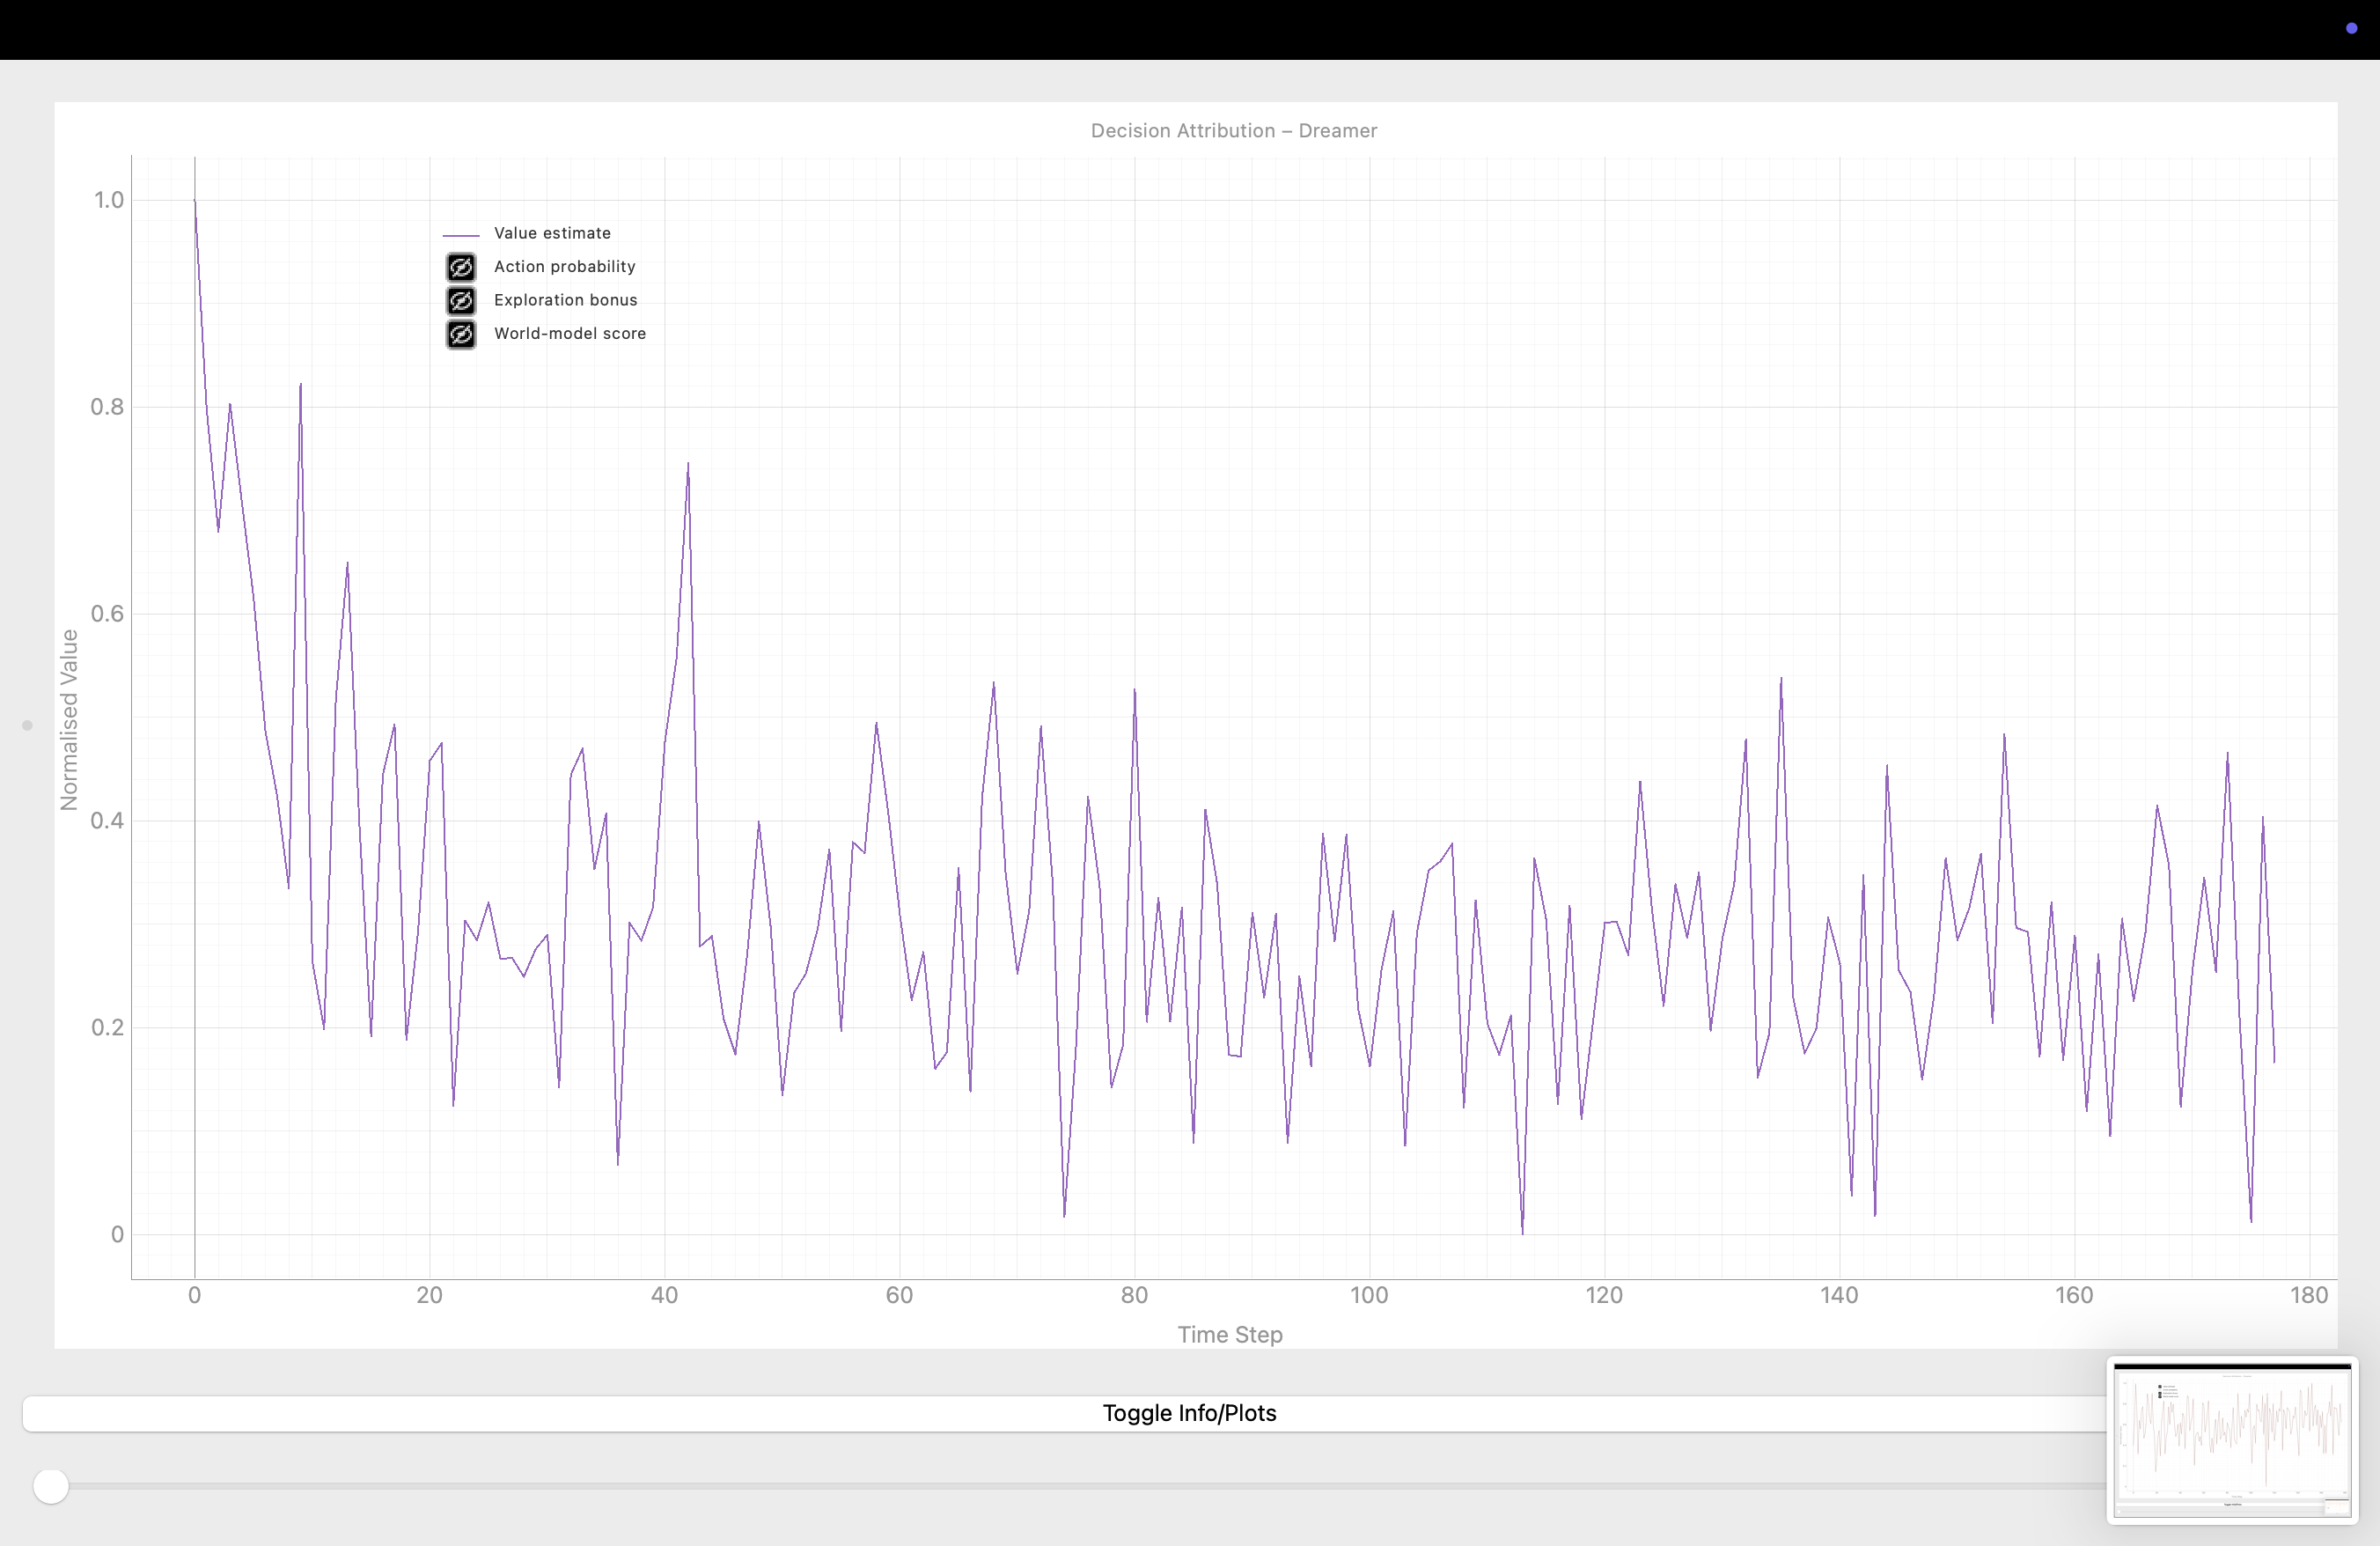 Decision Attribution – Dreamer
Value estimate
Action probability
Exploration bonus
World-model score
1.0
0.8
0.6
0.4
0.2
0
Normalised Value
0 20 40 60 80 100 120 140 160 180
Time Step
Toggle Info/Plots